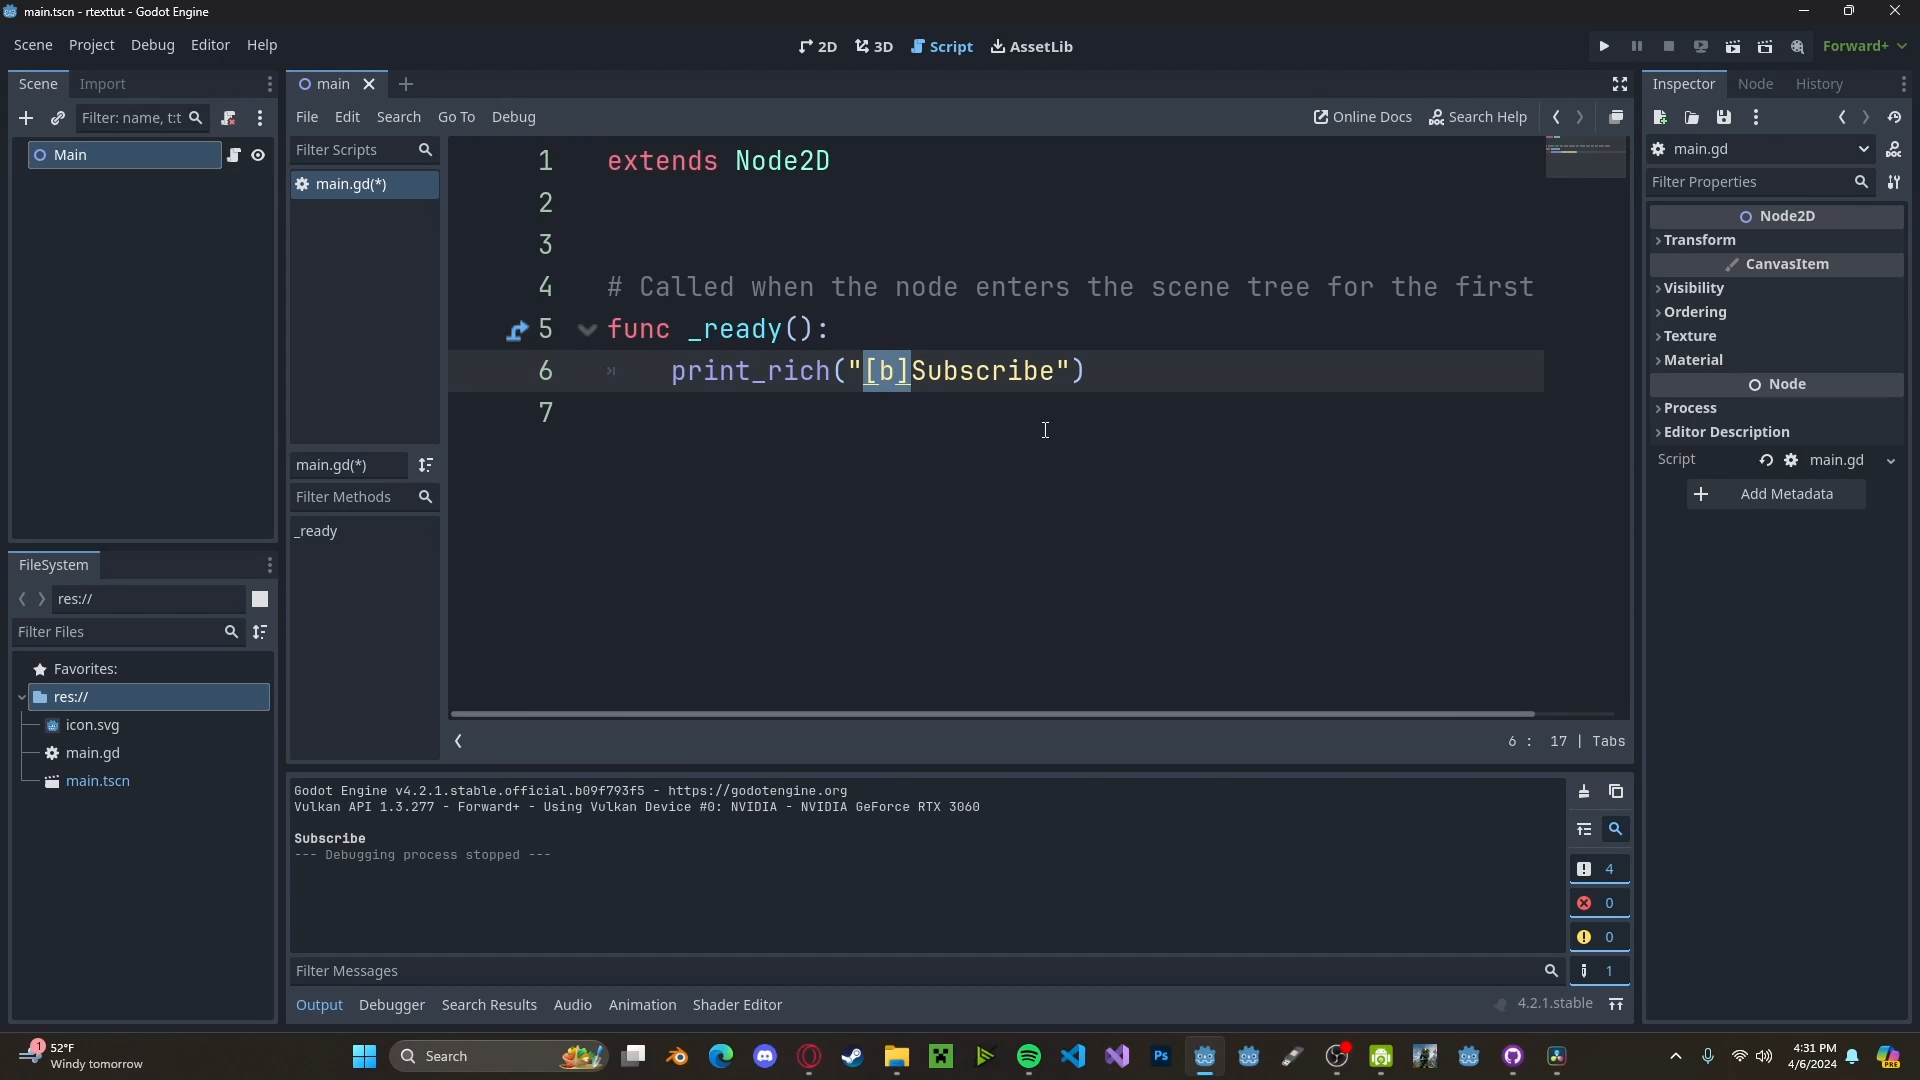 main.tscn - rtexttut - Godot Engine
Scene Project Debug Editor Help
2D 3D Script AssetLib
Forward+
Scene Import
main
Inspector Node History
Filter: name, t:t
File Edit Search Go To Debug
Online Docs Search Help
Main
Filter Scripts
main.gd(*)
main.gd
Filter Properties
1 extends Node2D
2
3
4 # Called when the node enters the scene tree for the first
5 func _ready():
6 print_rich("[b]Subscribe")
7
Node2D
Transform
CanvasItem
Visibility
Ordering
Texture
Material
Node
Process
Editor Description
Script main.gd
Add Metadata
main.gd(*)
Filter Methods
_ready
6 : 17 | Tabs
FileSystem
res://
Filter Files
Favorites:
res://
icon.svg
main.gd
main.tscn
Godot Engine v4.2.1.stable.official.b09f793f5 - https://godotengine.org
Vulkan API 1.3.277 - Forward+ - Using Vulkan Device #0: NVIDIA - NVIDIA GeForce RTX 3060
Subscribe
--- Debugging process stopped ---
4
0
0
1
Filter Messages
Output Debugger Search Results Audio Animation Shader Editor
4.2.1.stable
1
52°F
Windy tomorrow
Search
Ps
4:31 PM
4/6/2024
PRE